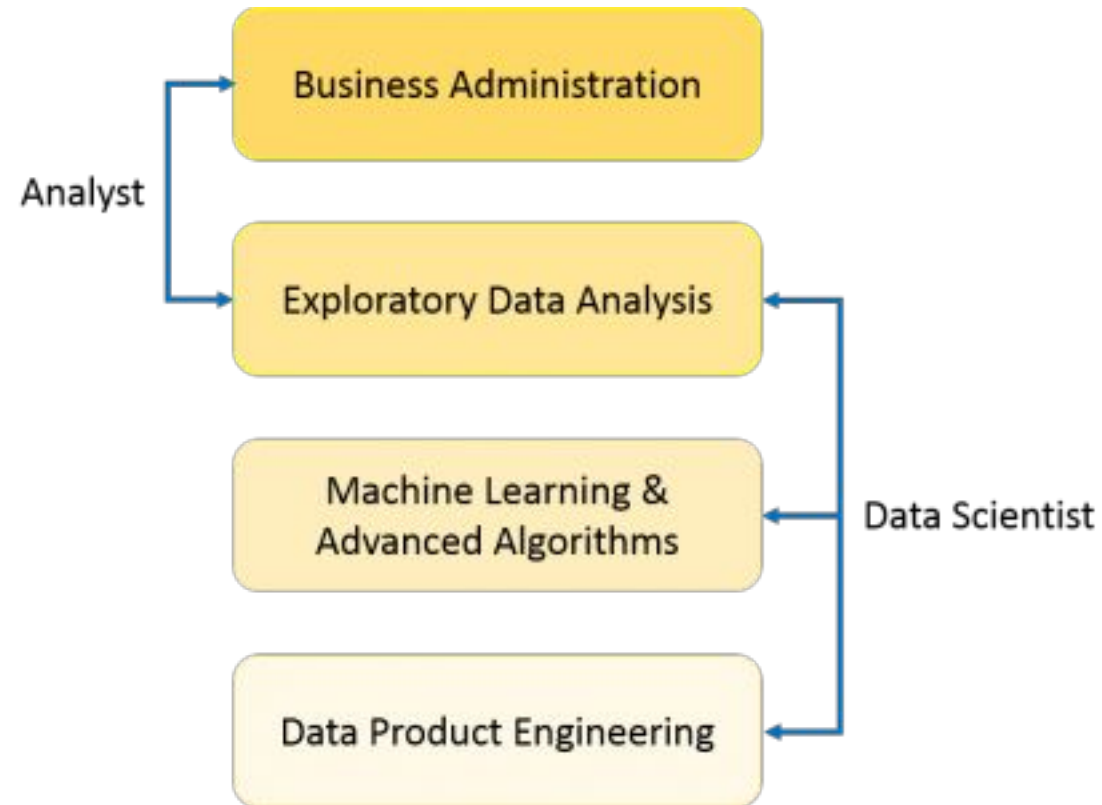 Business Administration
Analyst
Exploratory Data Analysis
Machine Learning &
Advanced Algorithms
Data Scientist
Data Product Engineering